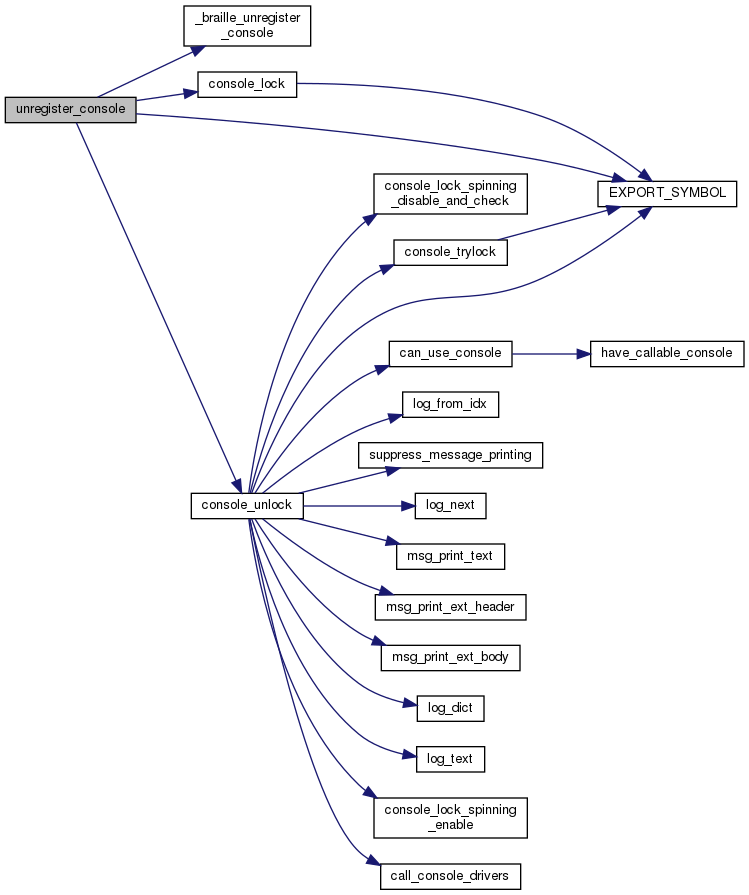 _braille_unregister
_console
console_lock
unregister_console
console_lock_spinning
_disable_and_check
EXPORT_SYMBOL
console_trylock
can_use_console
have_callable_console
log_from_idx
suppress_message_printing
console_unlock
log_next
msg_print_text
msg_print_ext_header
msg_print_ext_body
log_dict
log_text
console_lock_spinning
_enable
call_console_drivers